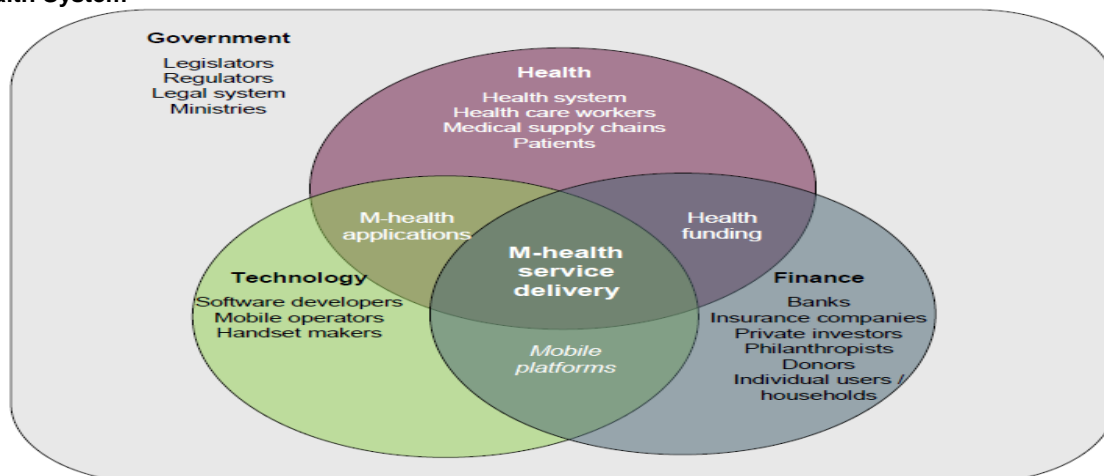 Health System
Government
Legislators
Regulators
Legal system
Ministries
Health
Health system
Health care workers
Medical supply chains
Patients
M-health
applications
Health
funding
M-health
service
delivery
Technology
Software developers
Mobile operators
Handset makers
Finance
Banks
Insurance companies
Private investors
Philanthropists
Donors
Individual users /
households
Mobile
platforms